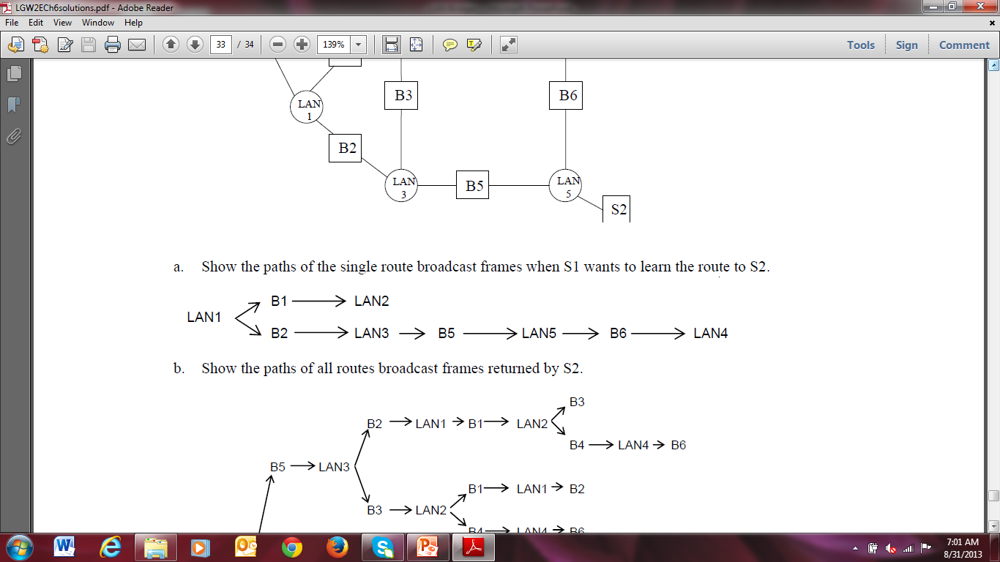 LGW2ECh6solutions.pdf - Adobe Reader
File Edit View Window Help
33 / 34 139% Tools Sign Comment
B3 B6
LAN
1
B2
LAN
3
B5
LAN
5
S2
a. Show the paths of the single route broadcast frames when S1 wants to learn the route to S2.
B1 LAN2
LAN1
B2 LAN3 B5 LAN5 B6 LAN4
b. Show the paths of all routes broadcast frames returned by S2.
B3
B2 LAN1 B1 LAN2
B4 LAN4 B6
B5 LAN3
B1 LAN1 B2
B3 LAN2
B4 LAN4 B6
7:01 AM
8/31/2013